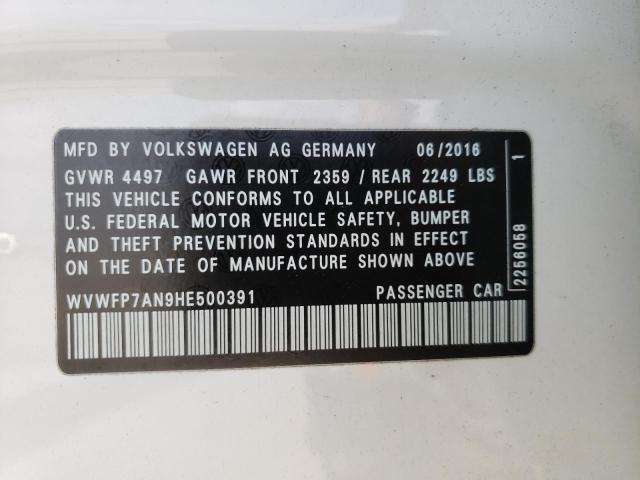 MFD BY VOLKSWAGEN AG GERMANY 06/2016
GVWR 4497 GAWR FRONT 2359 / REAR 2249 LBS
THIS VEHICLE CONFORMS TO ALL APPLICABLE
U.S. FEDERAL MOTOR VEHICLE SAFETY, BUMPER
AND THEFT PREVENTION STANDARDS IN EFFECT
ON THE DATE OF MANUFACTURE SHOWN ABOVE
WVWFP7AN9HE500391 PASSENGER CAR
2256058 1